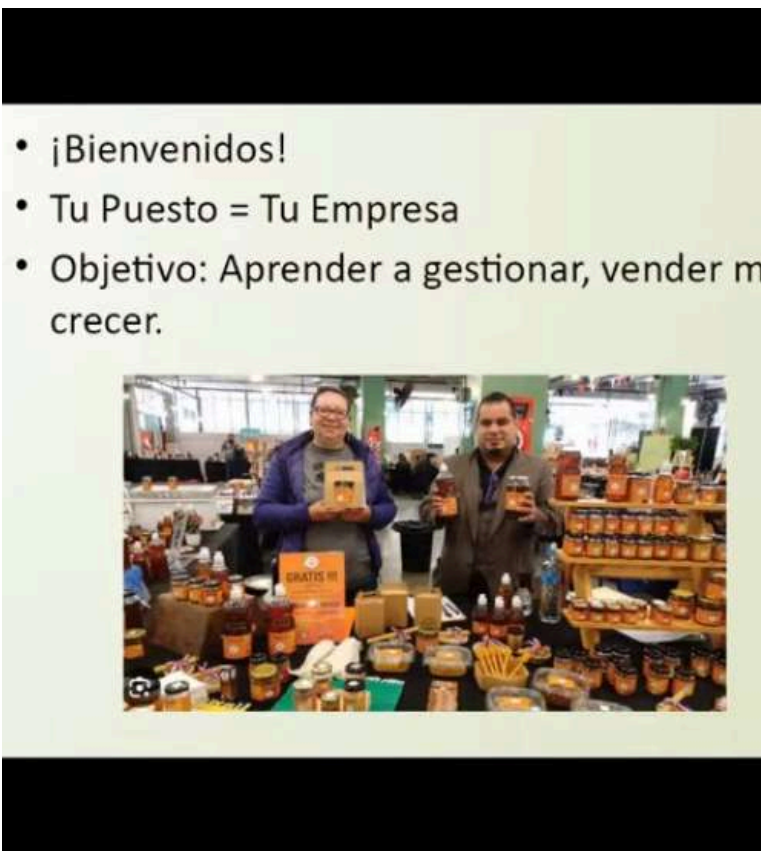 • ¡Bienvenidos!
• Tu Puesto = Tu Empresa
• Objetivo: Aprender a gestionar, vender m
crecer.
GRATIS !!!